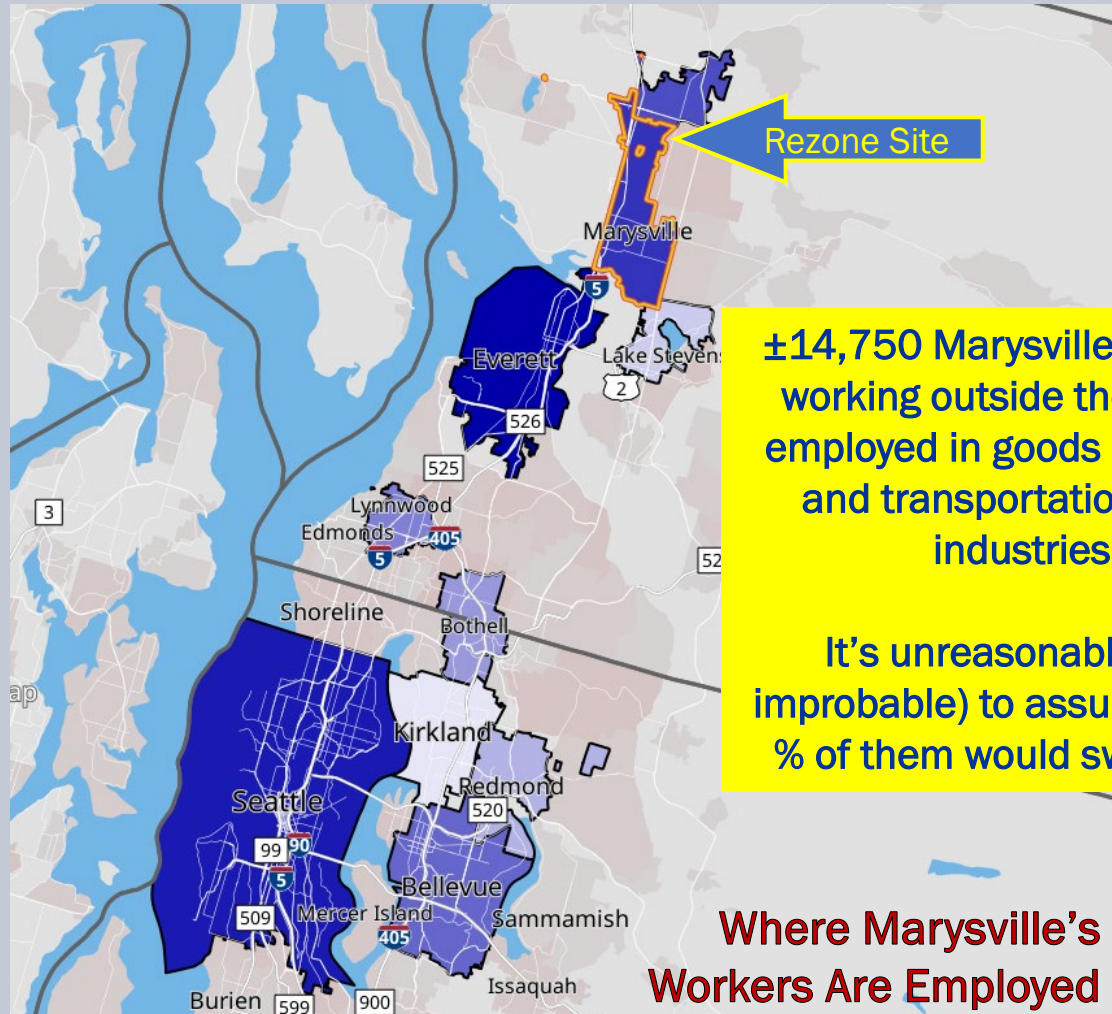 Rezone Site
Marysville
5
Everett
Lake Stevens
2
526
525
Lynnwood
Edmonds
405
5
3
52
Shoreline
Bothell
ap
Kirkland
Redmond
520
Seattle
99
90
5
Bellevue
509
Mercer Island
405
Sammamish
Issaquah
Burien
599
900
±14,750 Marysville
working outside the
employed in goods
and transportatio
industries
It’s unreasonabl
improbable) to assu
% of them would sw
Where Marysville’s
Workers Are Employed